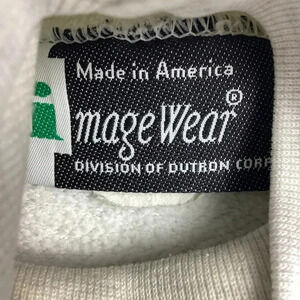 Made in America
imageWear®
DIVISION OF DUTRON CORP